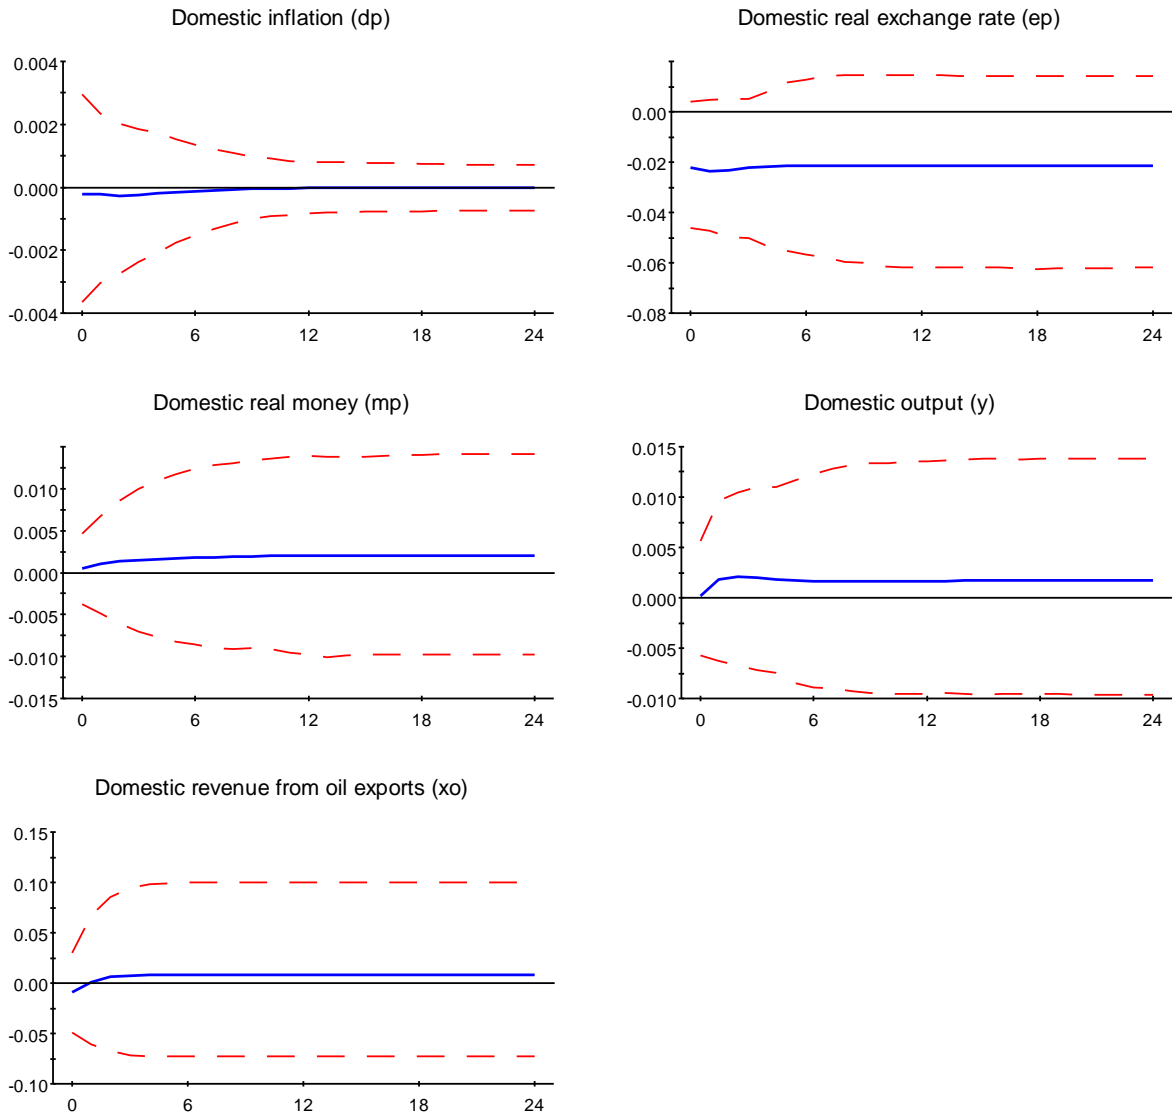 Domestic inflation (dp)
0.004
0.002
0.000
-0.002
-0.004
0 6 12 18 24
Domestic real exchange rate (ep)
0.00
-0.02
-0.04
-0.06
-0.08
0 6 12 18 24
Domestic real money (mp)
0.010
0.005
0.000
-0.005
-0.010
-0.015
0 6 12 18 24
Domestic output (y)
0.015
0.010
0.005
0.000
-0.005
-0.010
0 6 12 18 24
Domestic revenue from oil exports (xo)
0.15
0.10
0.05
0.00
-0.05
-0.10
0 6 12 18 24